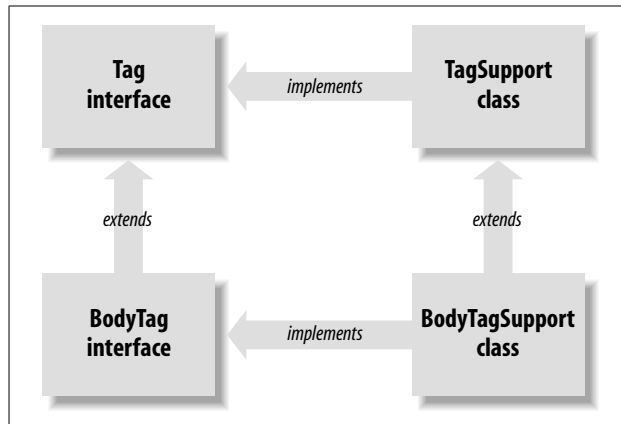 Tag
interface
implements
TagSupport
class
extends
extends
BodyTag
interface
implements
BodyTagSupport
class